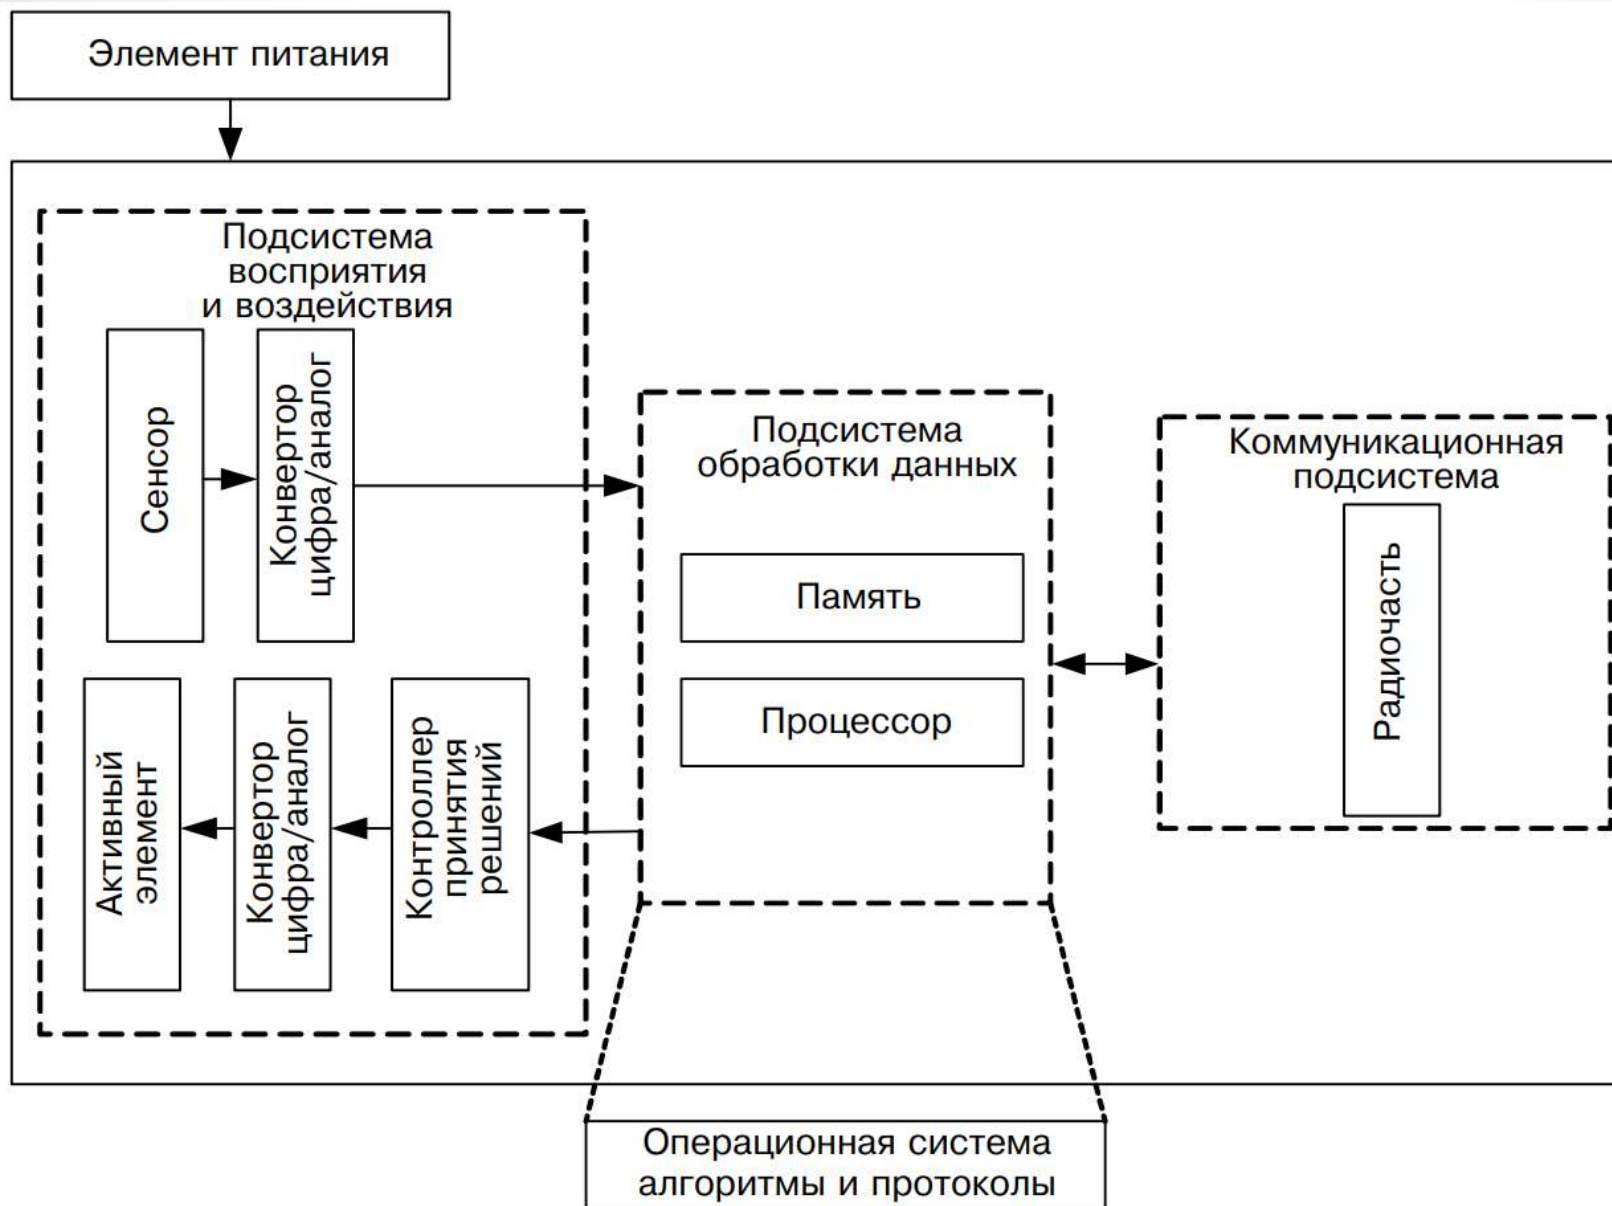 Элемент питания
Подсистема
восприятия
и воздействия
Сенсор
Конвертор
цифра/аналог
Активный
элемент
Конвертор
цифра/аналог
Контроллер
принятия
решений
Подсистема
обработки данных
Память
Процессор
Коммуникационная
подсистема
Радиочасть
Операционная система
алгоритмы и протоколы